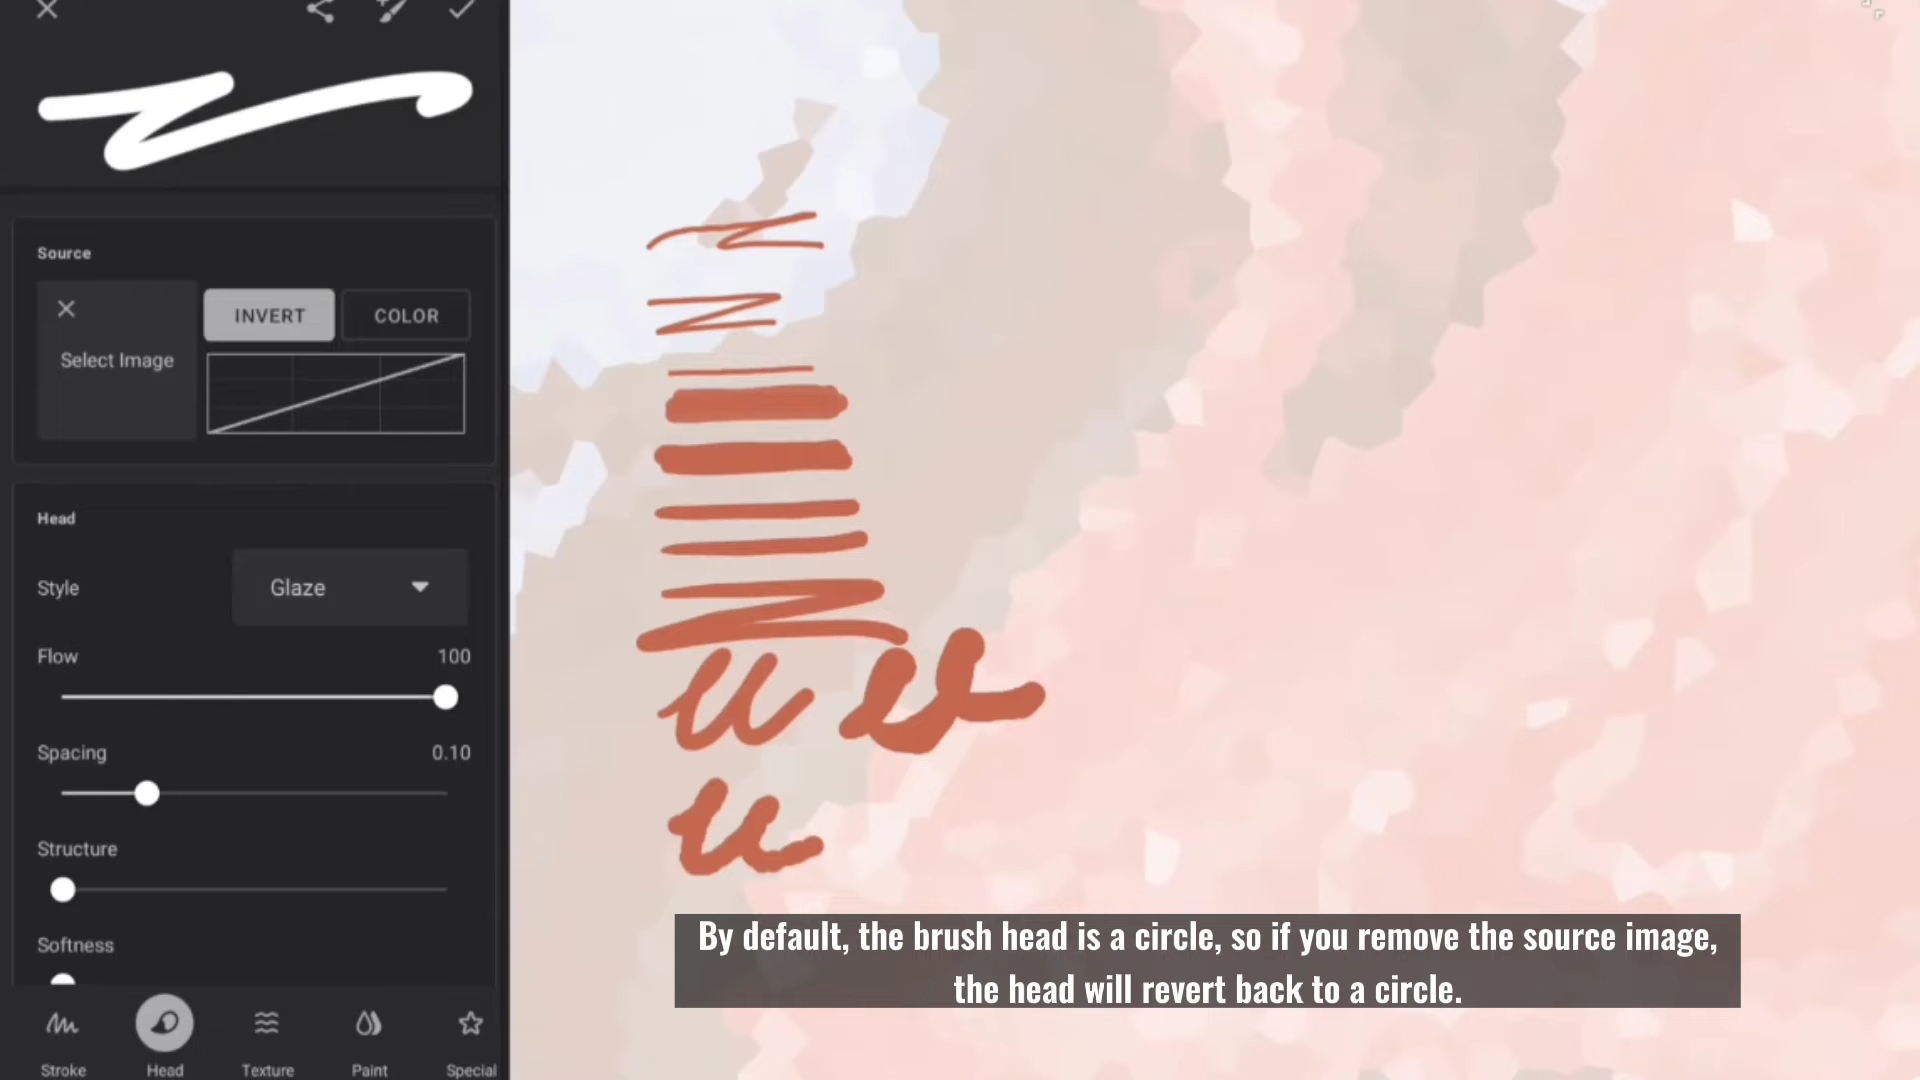 Source
INVERT
COLOR
Select Image
Head
Style
Glaze
Flow
100
Spacing
0.10
Structure
Softness
Stroke
Head
Texture
Paint
Special
By default, the brush head is a circle, so if you remove the source image,
the head will revert back to a circle.